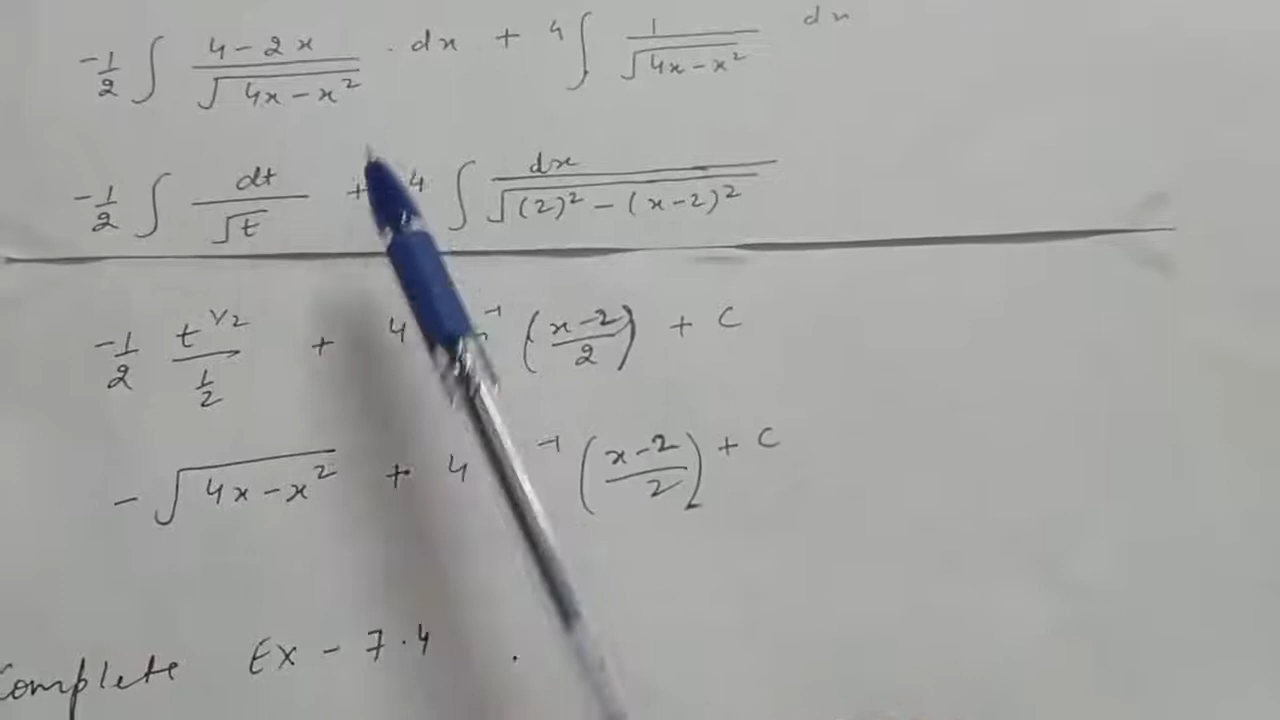 -1/2 ∫ (4-2x)/√(4x-x²) . dx + 4 ∫ 1/√(4x-x²) dx
-1/2 ∫ dt/√t + 4 ∫ dx/√((2)²-(x-2)²)
-1/2 t^(1/2)/(1/2) + 4 ⁻¹ ((x-2)/2) + C
-√(4x-x²) + 4 ⁻¹ ((x-2)/2) + C
Complete Ex-7.4 .